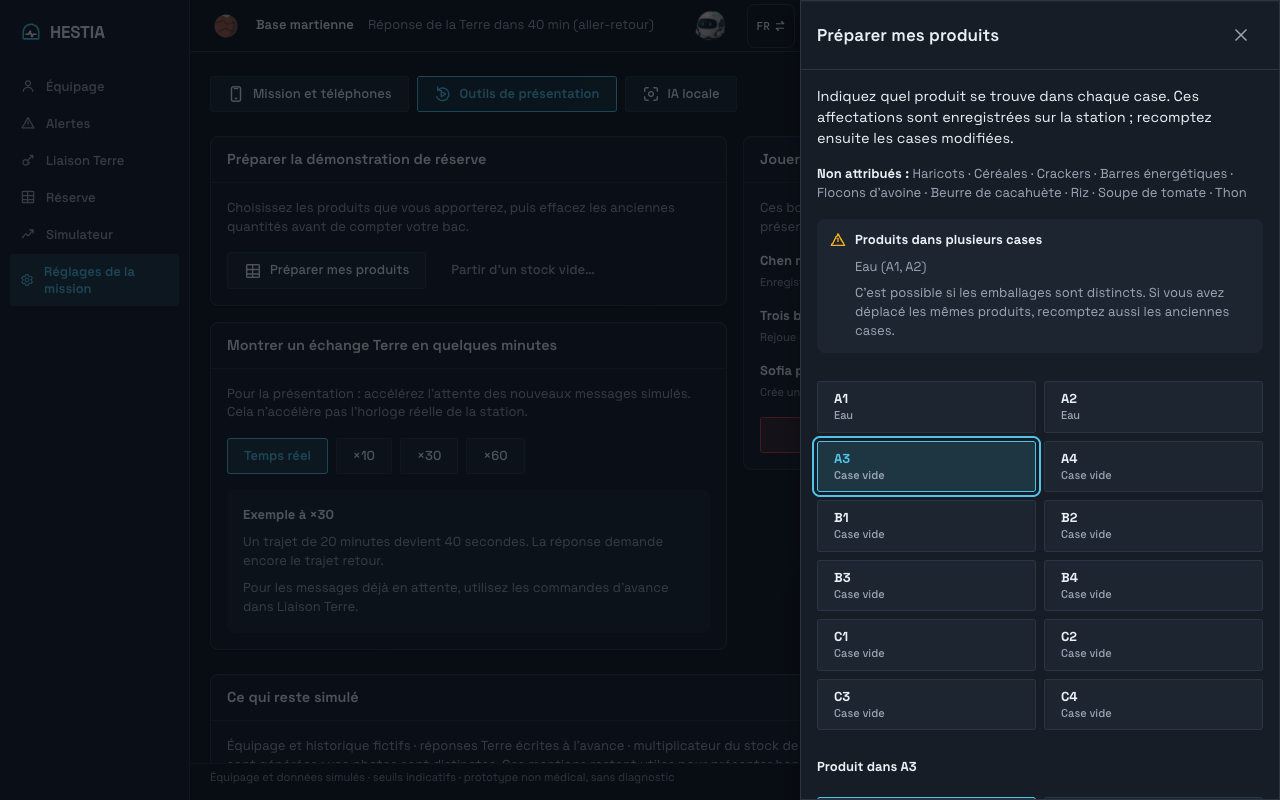 HESTIA
Équipage
Alertes
Liaison Terre
Réserve
Simulateur
Réglages de la
mission
Base martienne Réponse de la Terre dans 40 min (aller-retour)
FR
Mission et téléphones
Outils de présentation
IA locale
Préparer la démonstration de réserve
Choisissez les produits que vous apporterez, puis effacez les anciennes
quantités avant de compter votre bac.
Préparer mes produits
Partir d'un stock vide…
Montrer un échange Terre en quelques minutes
Pour la présentation : accélérez l'attente des nouveaux messages simulés.
Cela n'accélère pas l'horloge réelle de la station.
Temps réel
×10
×30
×60
Exemple à ×30
Un trajet de 20 minutes devient 40 secondes. La réponse demande
encore le trajet retour.
Pour les messages déjà en attente, utilisez les commandes d'avance
dans Liaison Terre.
Jouer
Ces bo
présen
Chen r
Enregis
Trois b
Rejoue
Sofia p
Crée un
Ce qui reste simulé
Équipage et historique fictifs · réponses Terre écrites à l'avance · multiplicateur du stock de
Équipage et données simulés · seuils indicatifs · prototype non médical, sans diagnostic
Préparer mes produits
Indiquez quel produit se trouve dans chaque case. Ces
affectations sont enregistrées sur la station ; recomptez
ensuite les cases modifiées.
Non attribués : Haricots · Céréales · Crackers · Barres énergétiques ·
Flocons d'avoine · Beurre de cacahuète · Riz · Soupe de tomate · Thon
Produits dans plusieurs cases
Eau (A1, A2)
C'est possible si les emballages sont distincts. Si vous avez
déplacé les mêmes produits, recomptez aussi les anciennes
cases.
A1
Eau
A2
Eau
A3
Case vide
A4
Case vide
B1
Case vide
B2
Case vide
B3
Case vide
B4
Case vide
C1
Case vide
C2
Case vide
C3
Case vide
C4
Case vide
Produit dans A3